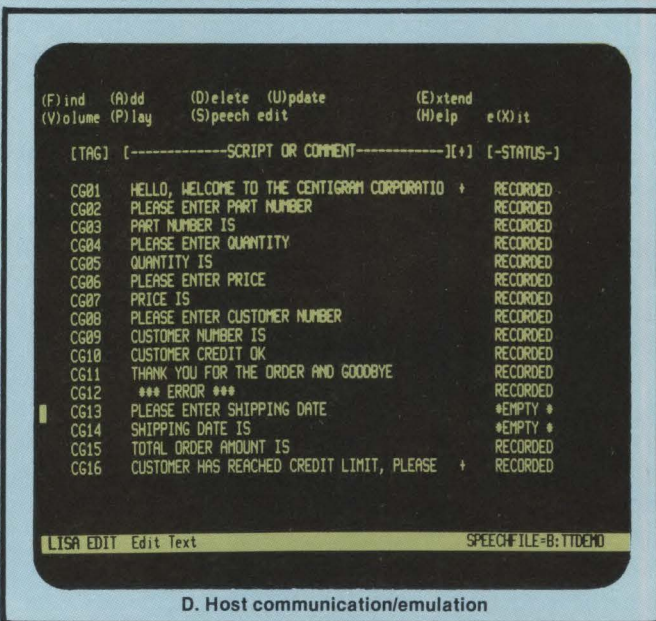 (F)ind (A)dd (D)elete (U)pdate (E)xtend
(V)olume (P)lay (S)peech edit (H)elp e(X)it
[TAG] [-------------SCRIPT OR COMMENT------------][+] [-STATUS-]
CG01 HELLO, WELCOME TO THE CENTIGRAM CORPORATIO + RECORDED
CG02 PLEASE ENTER PART NUMBER RECORDED
CG03 PART NUMBER IS RECORDED
CG04 PLEASE ENTER QUANTITY RECORDED
CG05 QUANTITY IS RECORDED
CG06 PLEASE ENTER PRICE RECORDED
CG07 PRICE IS RECORDED
CG08 PLEASE ENTER CUSTOMER NUMBER RECORDED
CG09 CUSTOMER NUMBER IS RECORDED
CG10 CUSTOMER CREDIT OK RECORDED
CG11 THANK YOU FOR THE ORDER AND GOODBYE RECORDED
CG12 *** ERROR *** RECORDED
CG13 PLEASE ENTER SHIPPING DATE *EMPTY *
CG14 SHIPPING DATE IS *EMPTY *
CG15 TOTAL ORDER AMOUNT IS RECORDED
CG16 CUSTOMER HAS REACHED CREDIT LIMIT, PLEASE + RECORDED
LISA EDIT Edit Text SPEECHFILE=B:TTDEMO
D. Host communication/emulation